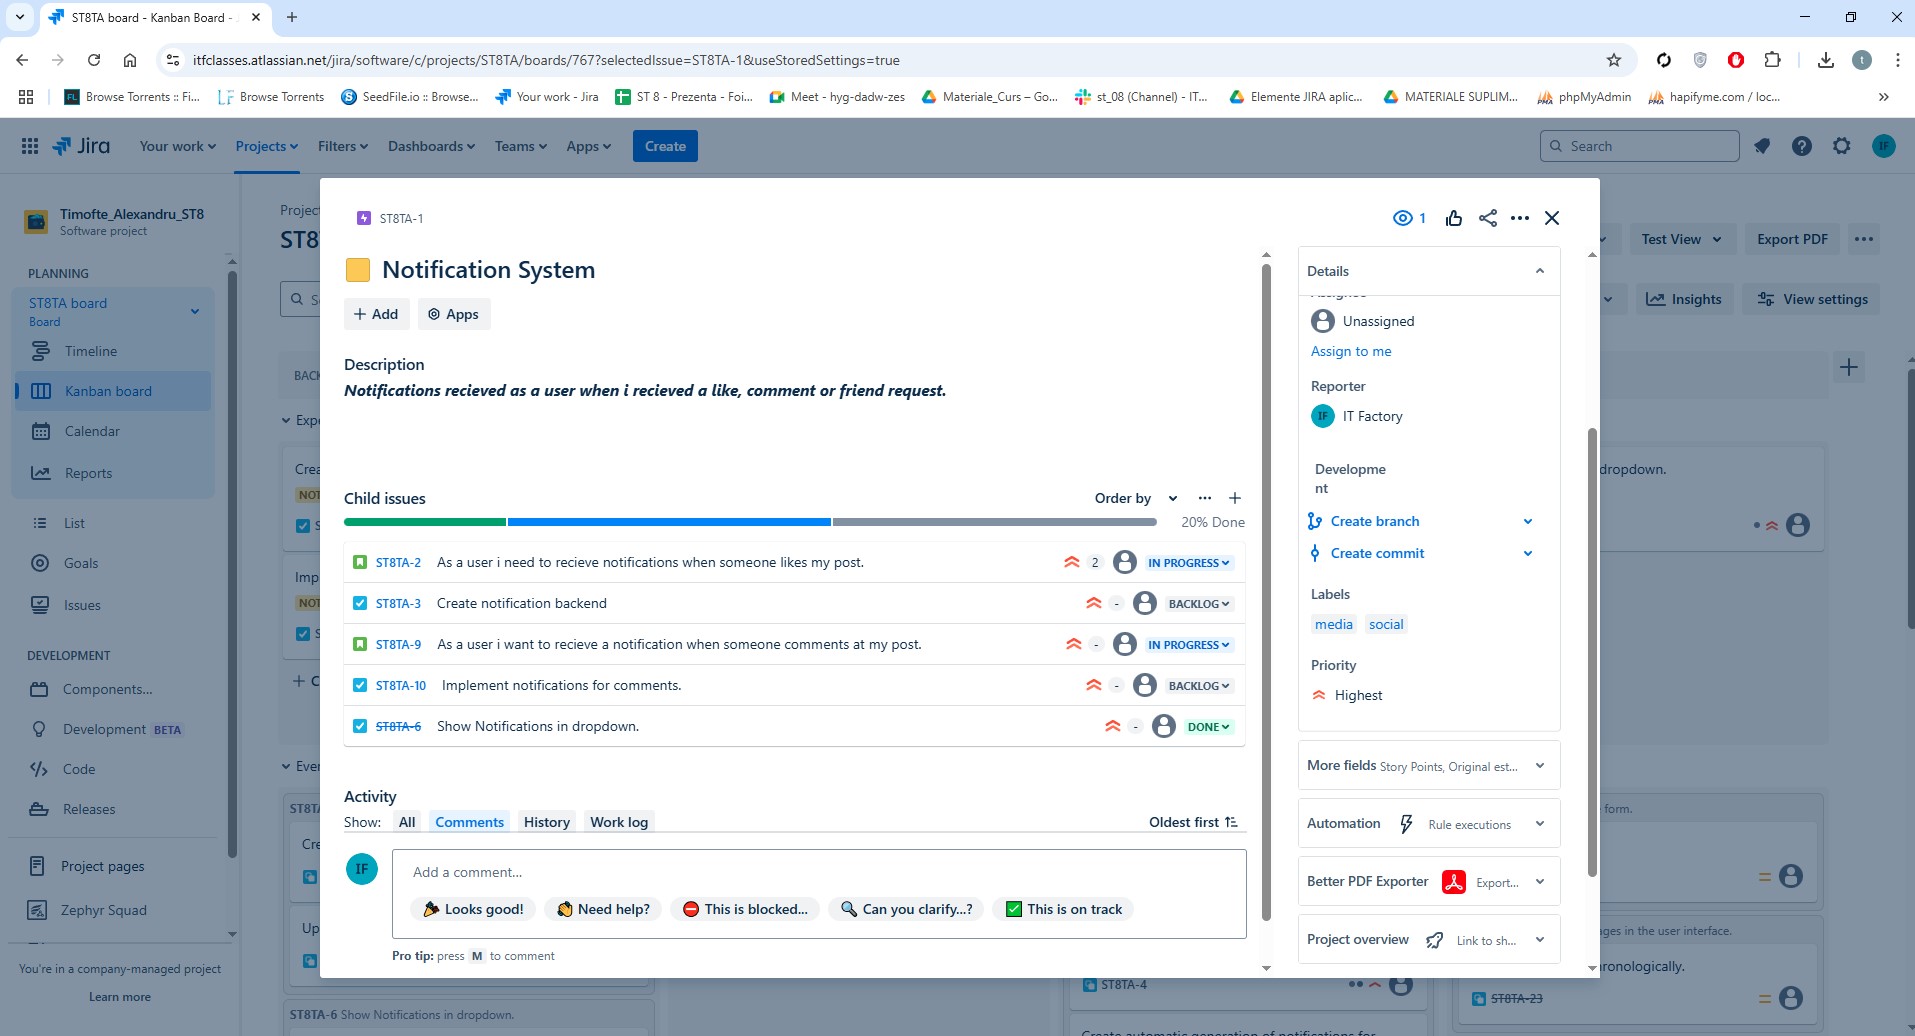 ST8TA board - Kanban Board -
itfclasses.atlassian.net/jira/software/c/projects/ST8TA/boards/767?selectedIssue=ST8TA-1&useStoredSettings=true
t
Browse Torrents :: Fi...
Browse Torrents
SeedFile.io :: Browse...
Your work - Jira
ST 8 - Prezenta - Foi...
Meet - hyg-dadw-zes
Materiale_Curs – Go...
st_08 (Channel) - IT...
Elemente JIRA aplic...
MATERIALE SUPLIM...
phpMyAdmin
hapifyme.com / loc...
Jira
Your work
Projects
Filters
Dashboards
Teams
Apps
Create
Search
IF
Timofte_Alexandru_ST8
Software project
PLANNING
ST8TA board
Board
Timeline
Kanban board
Calendar
Reports
List
Goals
Issues
DEVELOPMENT
Components...
Development BETA
Code
Releases
Project pages
Zephyr Squad
You're in a company-managed project
Learn more
Projec
ST8
Test View
Export PDF
Insights
View settings
BACK
Expe
Crea
NOT
S
Imp
NOT
S
C
Ever
ST8TA
Cre
Up
ST8TA-6 Show Notifications in dropdown.
ST8TA-1
1
Notification System
Add
Apps
Description
Notifications recieved as a user when i recieved a like, comment or friend request.
Child issues
Order by
20% Done
ST8TA-2 As a user i need to recieve notifications when someone likes my post. 2 IN PROGRESS
ST8TA-3 Create notification backend - BACKLOG
ST8TA-9 As a user i want to recieve a notification when someone comments at my post. - IN PROGRESS
ST8TA-10 Implement notifications for comments. - BACKLOG
ST8TA-6 Show Notifications in dropdown. - DONE
Activity
Show: All Comments History Work log
Oldest first
IF
Add a comment...
Looks good!
Need help?
This is blocked...
Can you clarify...?
This is on track
Pro tip: press M to comment
Details
Unassigned
Assign to me
Reporter
IF IT Factory
Developme
nt
Create branch
Create commit
Labels
media social
Priority
Highest
More fields Story Points, Original est...
Automation Rule executions
Better PDF Exporter Export...
Project overview Link to sh...
dropdown.
form.
ges in the user interface.
ronologically.
ST8TA-23
ST8TA-4
Create automatic generation of notifications for